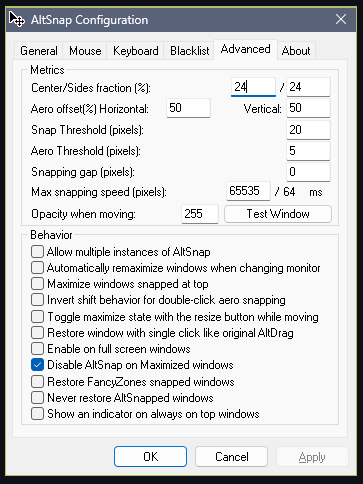 AltSnap Configuration
General Mouse Keyboard Blacklist Advanced About
Metrics
Center/Sides fraction (%): 24 / 24
Aero offset(%) Horizontal: 50 Vertical: 50
Snap Threshold (pixels): 20
Aero Threshold (pixels): 5
Snapping gap (pixels): 0
Max snapping speed (pixels): 65535 / 64 ms
Opacity when moving: 255 Test Window
Behavior
Allow multiple instances of AltSnap
Automatically remaximize windows when changing monitor
Maximize windows snapped at top
Invert shift behavior for double-click aero snapping
Toggle maximize state with the resize button while moving
Restore window with single click like original AltDrag
Enable on full screen windows
Disable AltSnap on Maximized windows
Restore FancyZones snapped windows
Never restore AltSnapped windows
Show an indicator on always on top windows
OK Cancel Apply